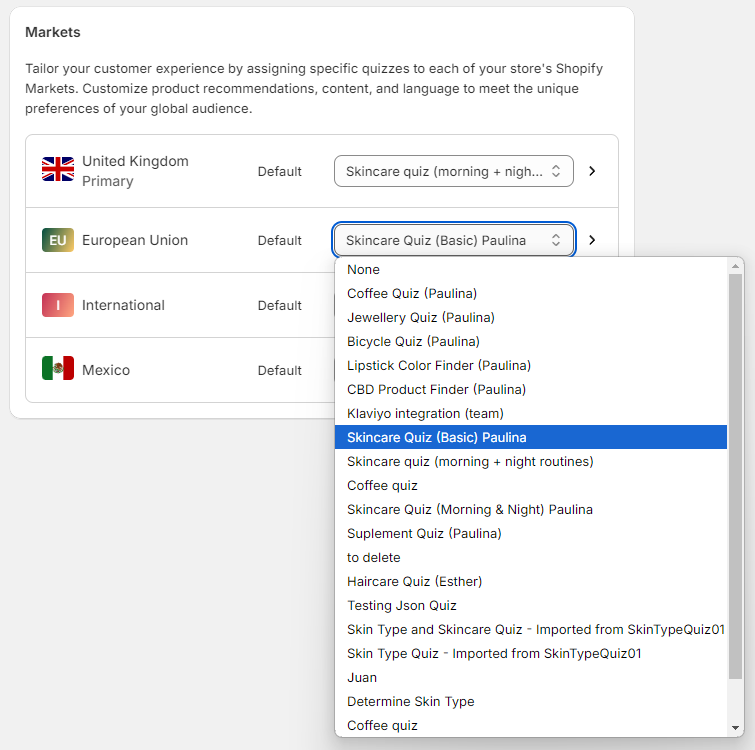 Markets
Tailor your customer experience by assigning specific quizzes to each of your store's Shopify
Markets. Customize product recommendations, content, and language to meet the unique
preferences of your global audience.
United Kingdom
Primary
Default
Skincare quiz (morning + nigh...
EU
European Union
Default
Skincare Quiz (Basic) Paulina
I
International
Default
Mexico
Default
None
Coffee Quiz (Paulina)
Jewellery Quiz (Paulina)
Bicycle Quiz (Paulina)
Lipstick Color Finder (Paulina)
CBD Product Finder (Paulina)
Klaviyo integration (team)
Skincare Quiz (Basic) Paulina
Skincare quiz (morning + night routines)
Coffee quiz
Skincare Quiz (Morning & Night) Paulina
Suplement Quiz (Paulina)
to delete
Haircare Quiz (Esther)
Testing Json Quiz
Skin Type and Skincare Quiz - Imported from SkinTypeQuiz01
Skin Type Quiz - Imported from SkinTypeQuiz01
Juan
Determine Skin Type
Coffee quiz